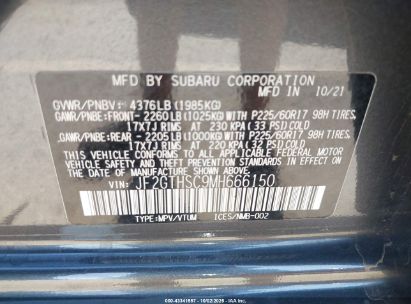 MFD BY SUBARU CORPORATION
MFD IN 10/21
GVWR/PNBV: 4376LB (1985KG)
GAWR/PNBE:FRONT- 2260LB (1025KG)WITH P225/60R17 98H TIRES,
17X7J RIMS AT 230 KPA (33 PSI)COLD
GAWR/PNBE:REAR - 2205LB (1000KG)WITH P225/60R17 98H TIRES,
17X7J RIMS AT 220 KPA (32 PSI)COLD
THIS VEHICLE CONFORMS TO ALL APPLICABLE FEDERAL MOTOR
VEHICLE SAFETY AND THEFT PREVENTION STANDARDS IN EFFECT ON
THE DATE OF MANUFACTURE SHOWN ABOVE.
VIN: JF2GTHSC9MH666150
TYPE:MPV/VTUM ICES/NMB-002